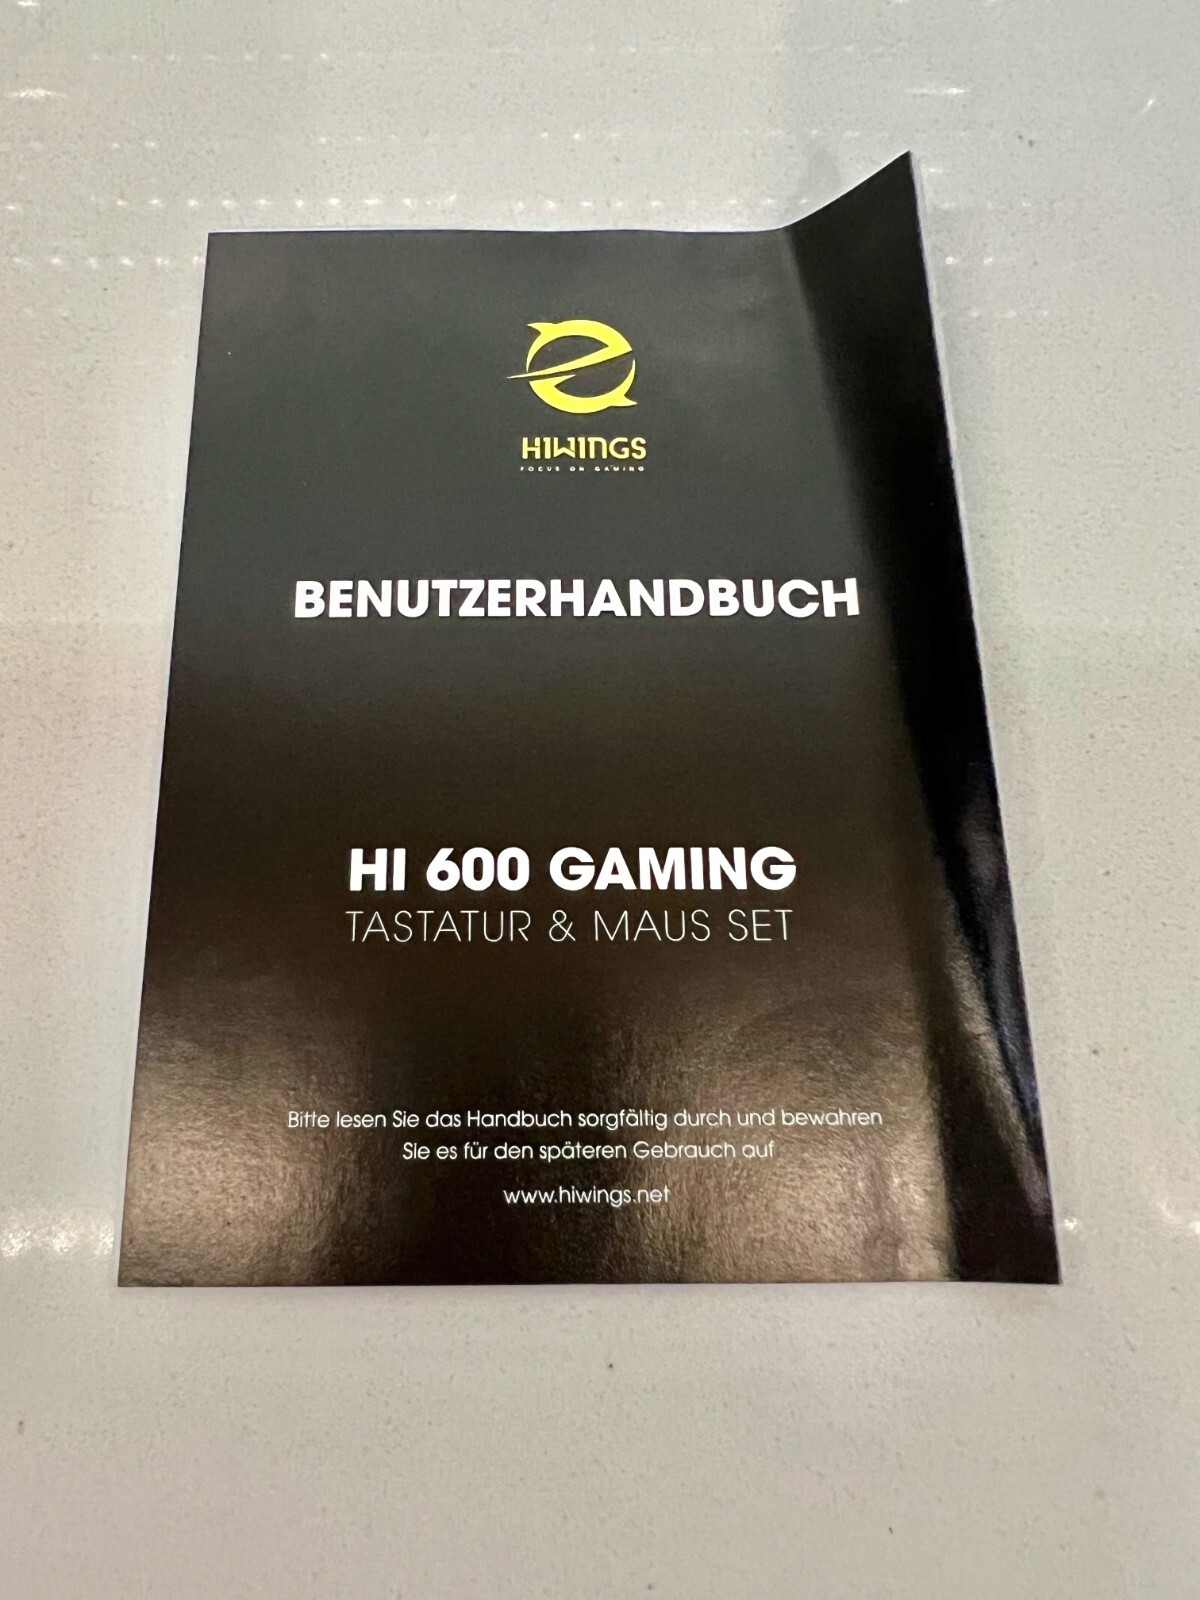 HIWINGS
FOCUS ON GAMING
BENUTZERHANDBUCH
HI 600 GAMING
TASTATUR & MAUS SET
Bitte lesen Sie das Handbuch sorgfältig durch und bewahren
Sie es für den späteren Gebrauch auf
www.hiwings.net